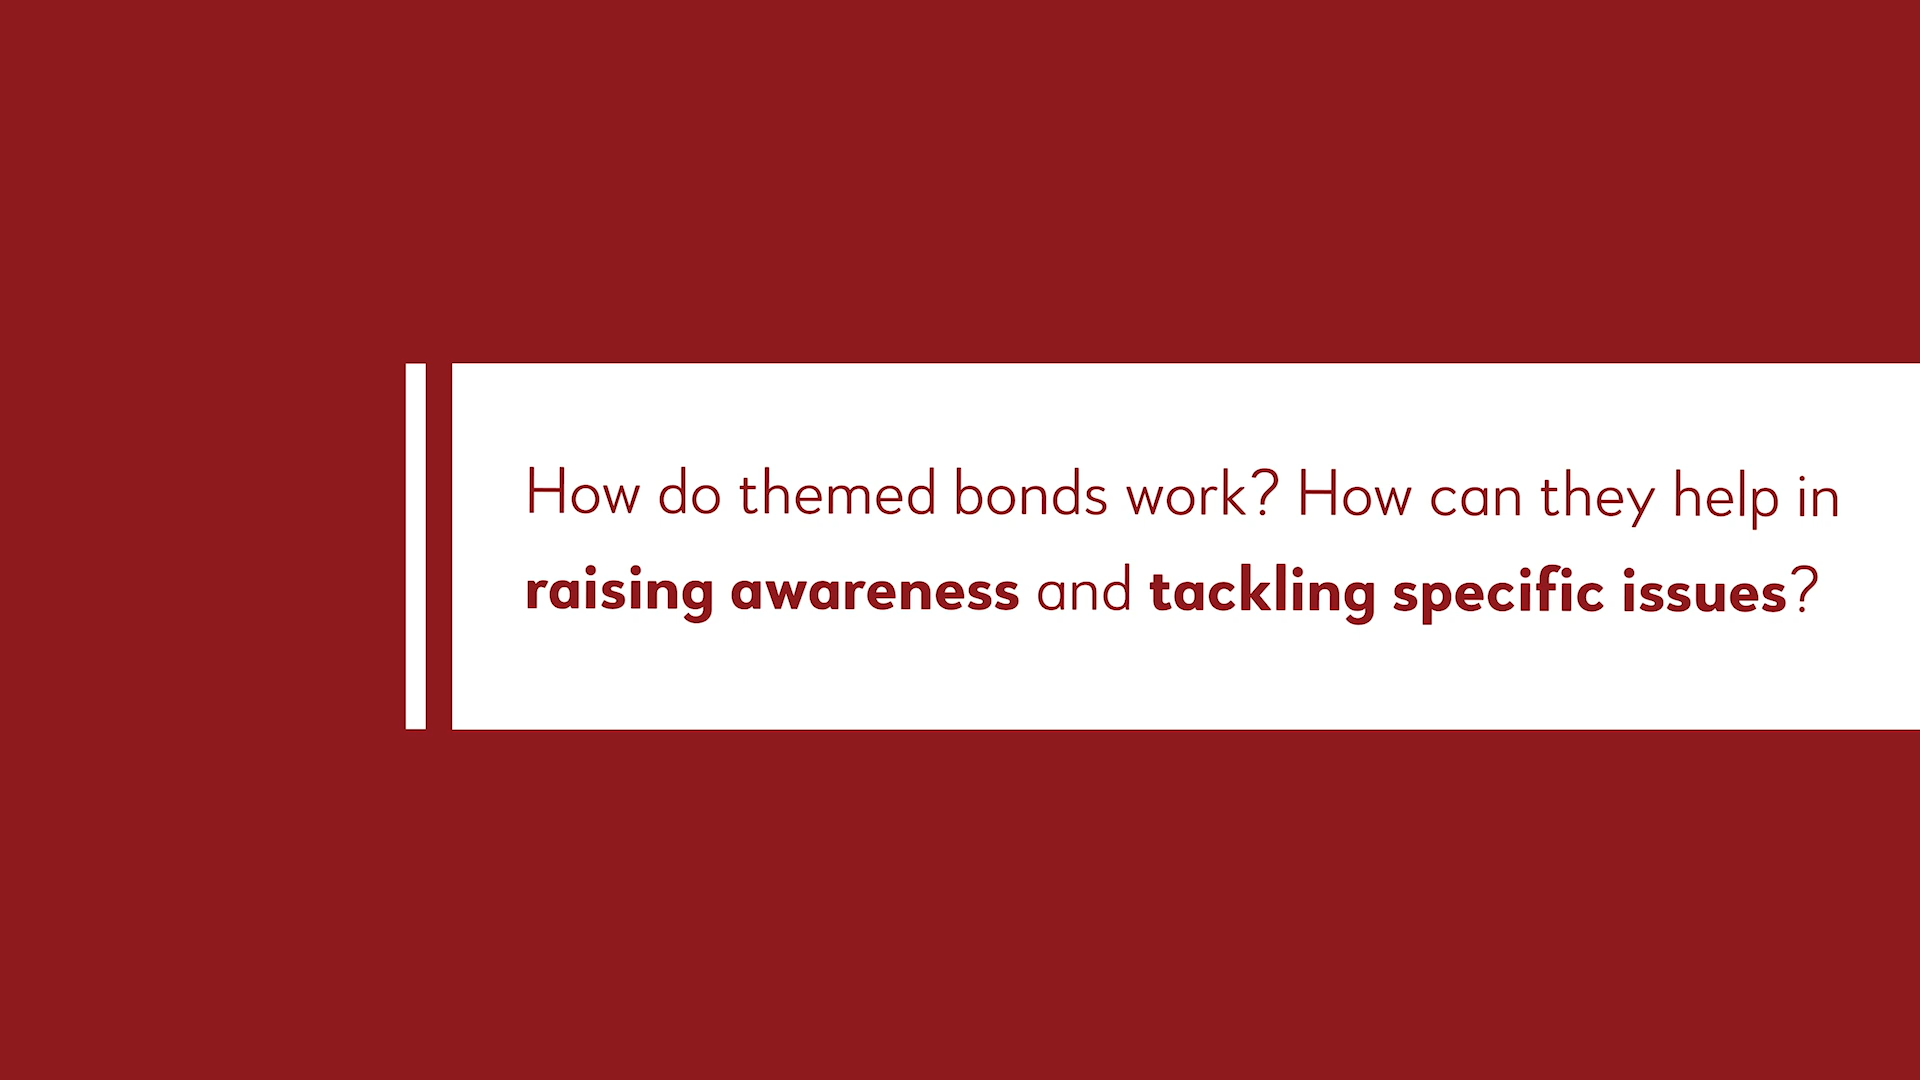 How do themed bonds work? How can they help in
raising awareness and tackling specific issues?